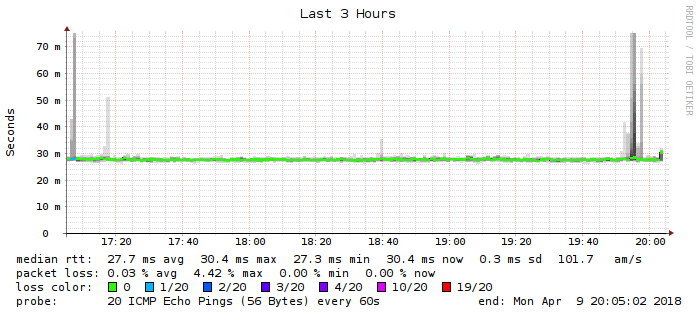 Last 3 Hours
RRDTOOL / TOBI OETIKER
Seconds
70 m
60 m
50 m
40 m
30 m
20 m
10 m
0
17:20 17:40 18:00 18:20 18:40 19:00 19:20 19:40 20:00
median rtt: 27.7 ms avg 30.4 ms max 27.3 ms min 30.4 ms now 0.3 ms sd 101.7 am/s
packet loss: 0.03 % avg 4.42 % max 0.00 % min 0.00 % now
loss color: 0 1/20 2/20 3/20 4/20 10/20 19/20
probe: 20 ICMP Echo Pings (56 Bytes) every 60s end: Mon Apr 9 20:05:02 2018